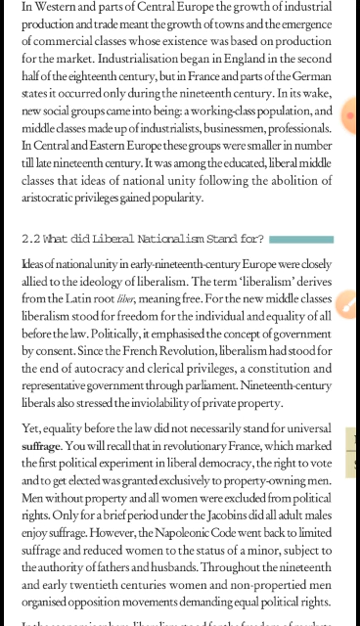 In Western and parts of Central Europe the growth of industrial
production and trade meant the growth of towns and the emergence
of commercial classes whose existence was based on production
for the market. Industrialisation began in England in the second
half of the eighteenth century, but in France and parts of the German
states it occurred only during the nineteenth century. In its wake,
new social groups came into being: a working-class population, and
middle classes made up of industrialists, businessmen, professionals.
In Central and Eastern Europe these groups were smaller in number
till late nineteenth century. It was among the educated, liberal middle
classes that ideas of national unity following the abolition of
aristocratic privileges gained popularity.
2.2 What did Liberal Nationalism Stand for?
Ideas of national unity in early-nineteenth-century Europe were closely
allied to the ideology of liberalism. The term ‘liberalism’ derives
from the Latin root liber, meaning free. For the new middle classes
liberalism stood for freedom for the individual and equality of all
before the law. Politically, it emphasised the concept of government
by consent. Since the French Revolution, liberalism had stood for
the end of autocracy and clerical privileges, a constitution and
representative government through parliament. Nineteenth-century
liberals also stressed the inviolability of private property.
Yet, equality before the law did not necessarily stand for universal
suffrage. You will recall that in revolutionary France, which marked
the first political experiment in liberal democracy, the right to vote
and to get elected was granted exclusively to property-owning men.
Men without property and all women were excluded from political
rights. Only for a brief period under the Jacobins did all adult males
enjoy suffrage. However, the Napoleonic Code went back to limited
suffrage and reduced women to the status of a minor, subject to
the authority of fathers and husbands. Throughout the nineteenth
and early twentieth centuries women and non-propertied men
organised opposition movements demanding equal political rights.